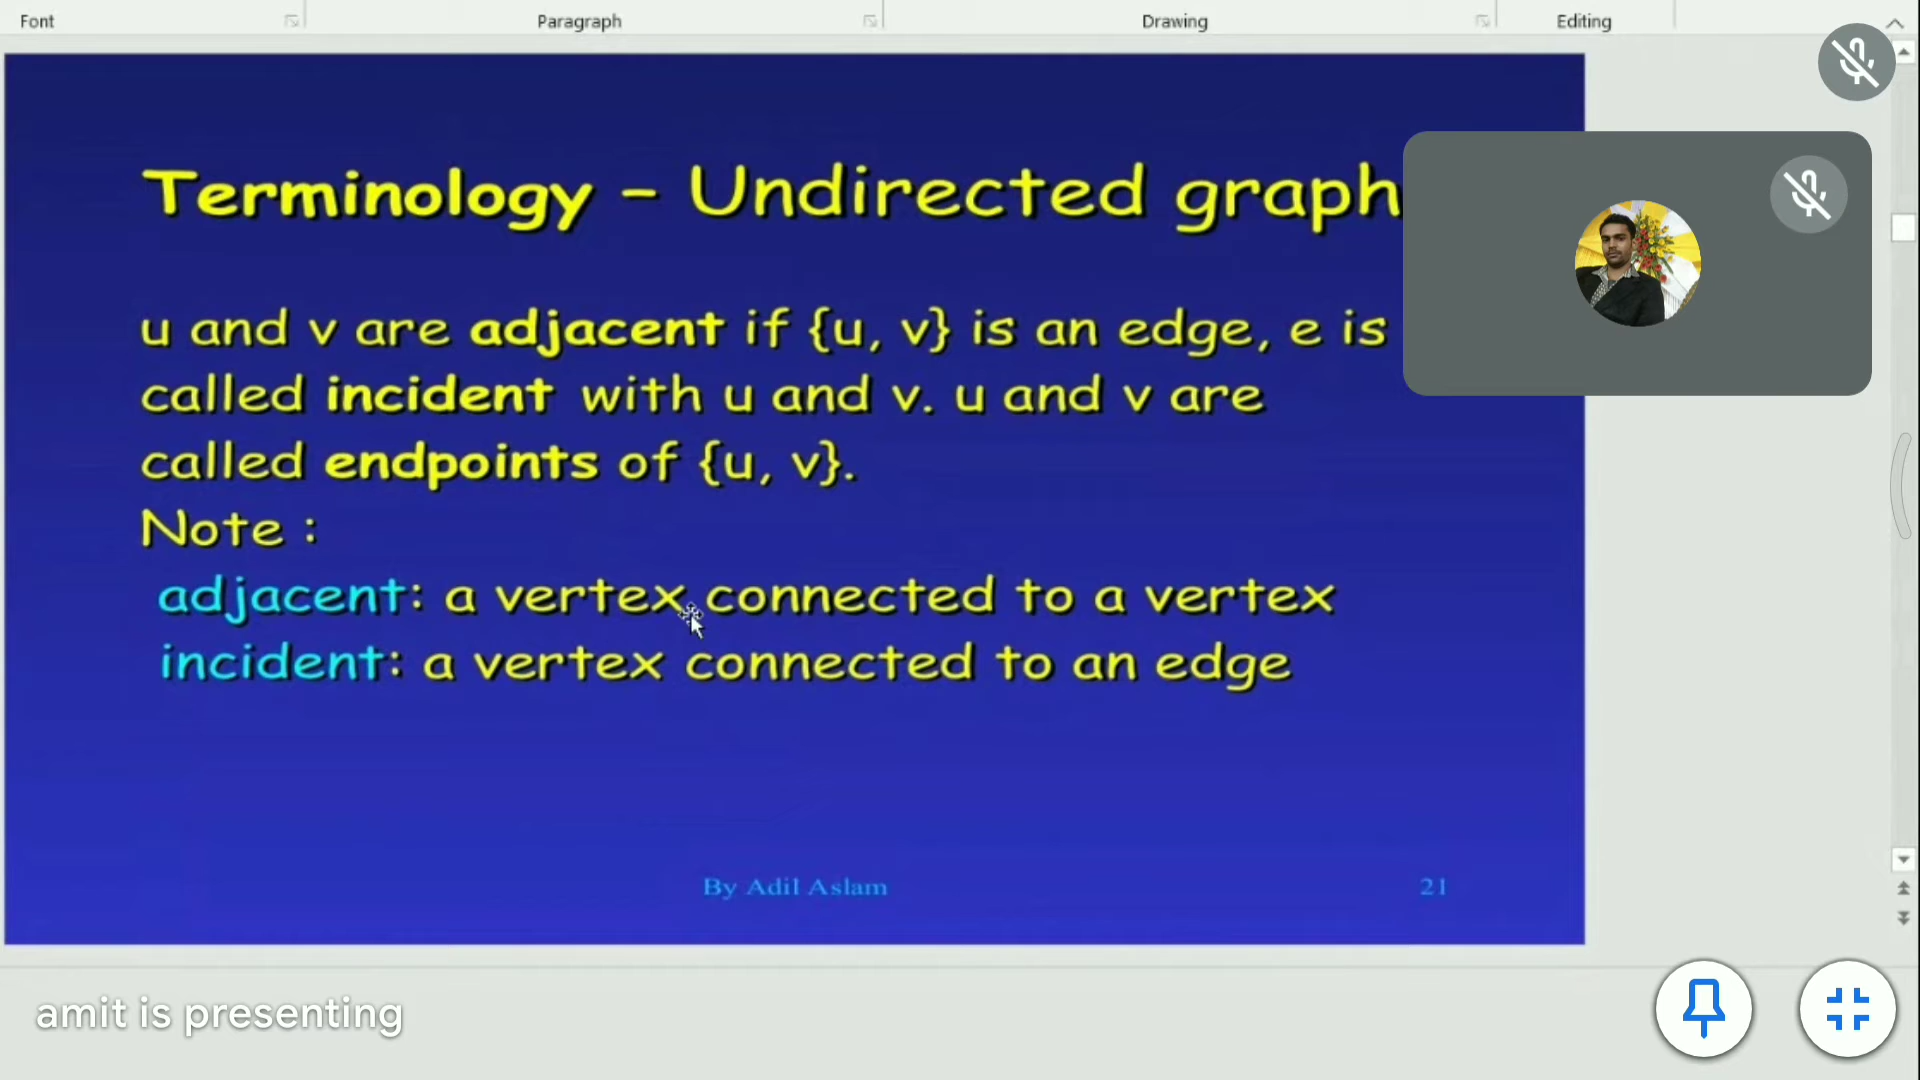 Font Paragraph Drawing Editing
Terminology – Undirected graph
u and v are adjacent if {u, v} is an edge, e is
called incident with u and v. u and v are
called endpoints of {u, v}.
Note :
adjacent: a vertex connected to a vertex
incident: a vertex connected to an edge
By Adil Aslam 21
amit is presenting